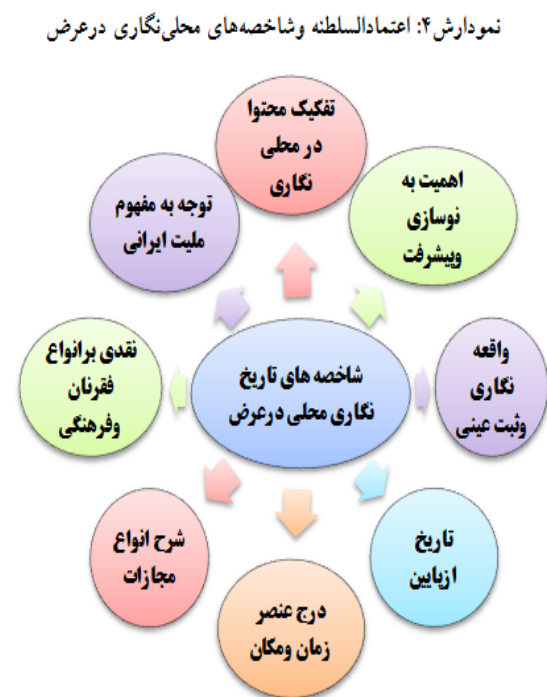 نمودارش۴: اعتمادالسلطنه وشاخصه‌های محلی‌نگاری درعرض
تفکیک محتوا
در محلی
نگاری
اهمیت به
نوسازی
وپیشرفت
واقعه
نگاری
وثبت عینی
تاریخ
ازپایین
درج عنصر
زمان ومکان
شرح انواع
مجازات
نقدی برانواع
فقرنان
وفرهنگی
توجه به مفهوم
ملیت ایرانی
شاخصه های تاریخ
نگاری محلی درعرض